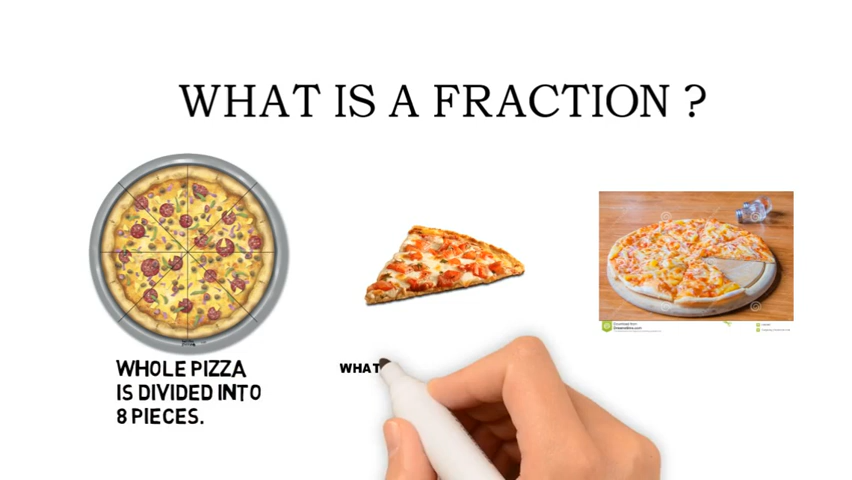 WHAT IS A FRACTION ?
WHOLE PIZZA
IS DIVIDED INTO
8 PIECES.
WHAT